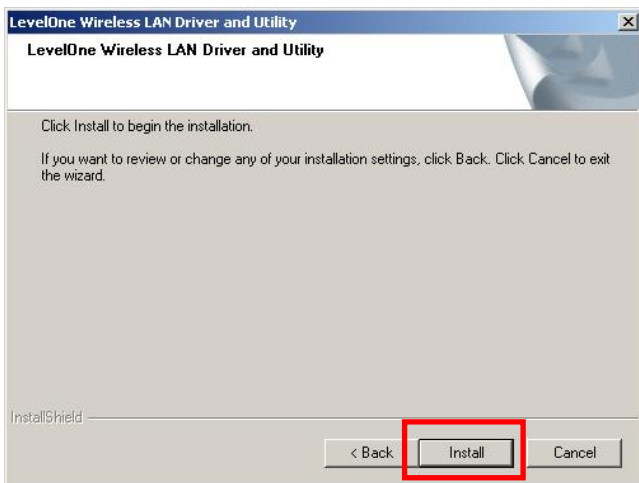 LevelOne Wireless LAN Driver and Utility
LevelOne Wireless LAN Driver and Utility
Click Install to begin the installation.
If you want to review or change any of your installation settings, click Back. Click Cancel to exit
the wizard.
InstallShield
< Back Install Cancel